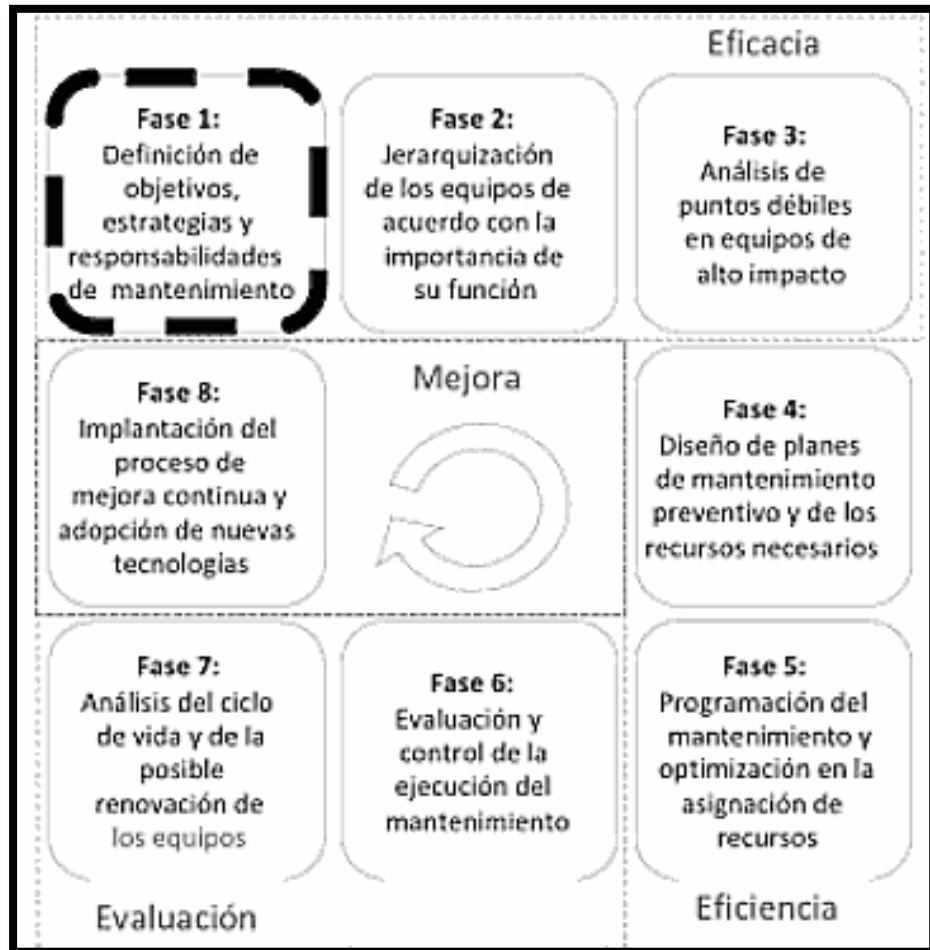 Eficacia
Fase 1:
Definición de
objetivos,
estrategias y
responsabilidades
de mantenimiento
Fase 2:
Jerarquización
de los equipos de
acuerdo con la
importancia de
su función
Fase 3:
Análisis de
puntos débiles
en equipos de
alto impacto
Mejora
Fase 4:
Diseño de planes
de mantenimiento
preventivo y de los
recursos necesarios
Fase 5:
Programación del
mantenimiento y
optimización en la
asignación de
recursos
Eficiencia
Fase 6:
Evaluación y
control de la
ejecución del
mantenimiento
Fase 7:
Análisis del ciclo
de vida y de la
posible
renovación de
los equipos
Evaluación
Fase 8:
Implantación del
proceso de
mejora continua y
adopción de nuevas
tecnologias